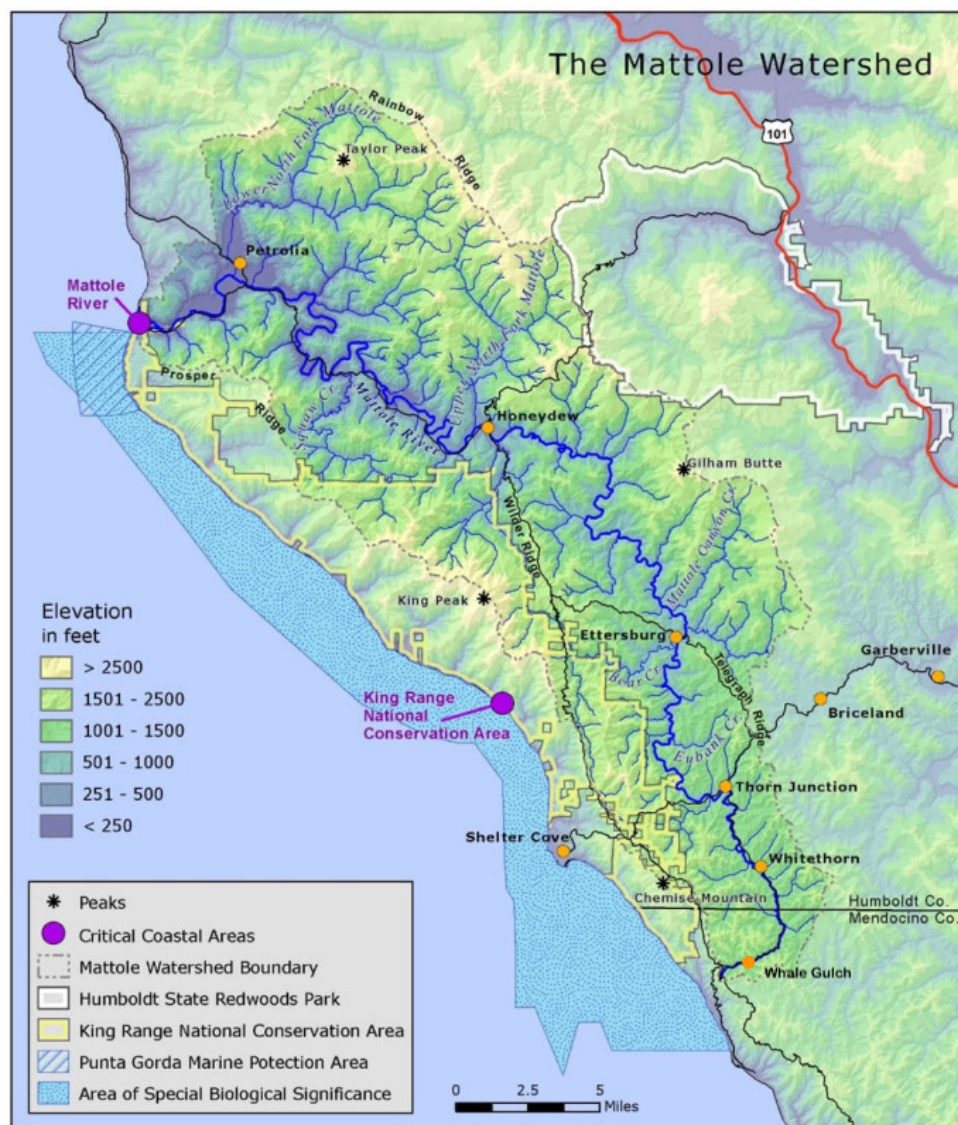 The Mattole Watershed
101
Rainbow
Ridge
Lower North Fork Mattole
Taylor Peak
Petrolia
Mattole
River
Prosper
Ridge
Squaw Cr.
Mattole River
Upper North Fork Mattole
Honeydew
Gilham Butte
Wilder Ridge
Mattole Canyon Cr.
King Peak
Ettersburg
Bear Cr.
Telegraph
Ridge
Garberville
Briceland
King Range
National
Conservation Area
Eubank Cr.
Thorn Junction
Shelter Cove
Whitethorn
Chemise Mountain
Humboldt Co.
Mendocino Co.
Whale Gulch
Elevation
in feet
> 2500
1501 - 2500
1001 - 1500
501 - 1000
251 - 500
< 250
Peaks
Critical Coastal Areas
Mattole Watershed Boundary
Humboldt State Redwoods Park
King Range National Conservation Area
Punta Gorda Marine Potection Area
Area of Special Biological Significance
0 2.5 5
Miles